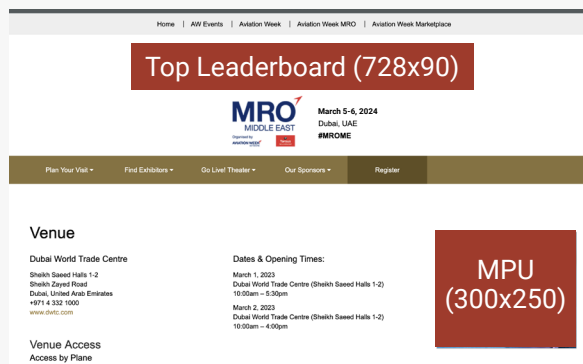 Home | AW Events | Aviation Week | Aviation Week MRO | Aviation Week Marketplace
Top Leaderboard (728x90)
MRO
MIDDLE EAST
Organised by
AVIATION WEEK
March 5-6, 2024
Dubai, UAE
#MROME
Plan Your Visit Find Exhibitors Go Live! Theater Our Sponsors Register
Venue
Dubai World Trade Centre
Sheikh Saeed Halls 1-2
Sheikh Zayed Road
Dubai, United Arab Emirates
+971 4 332 1000
www.dwtc.com
Dates & Opening Times:
March 1, 2023
Dubai World Trade Centre (Sheikh Saeed Halls 1-2)
10:00am – 5:30pm
March 2, 2023
Dubai World Trade Centre (Sheikh Saeed Halls 1-2)
10:00am – 4:00pm
MPU
(300x250)
Venue Access
Access by Plane